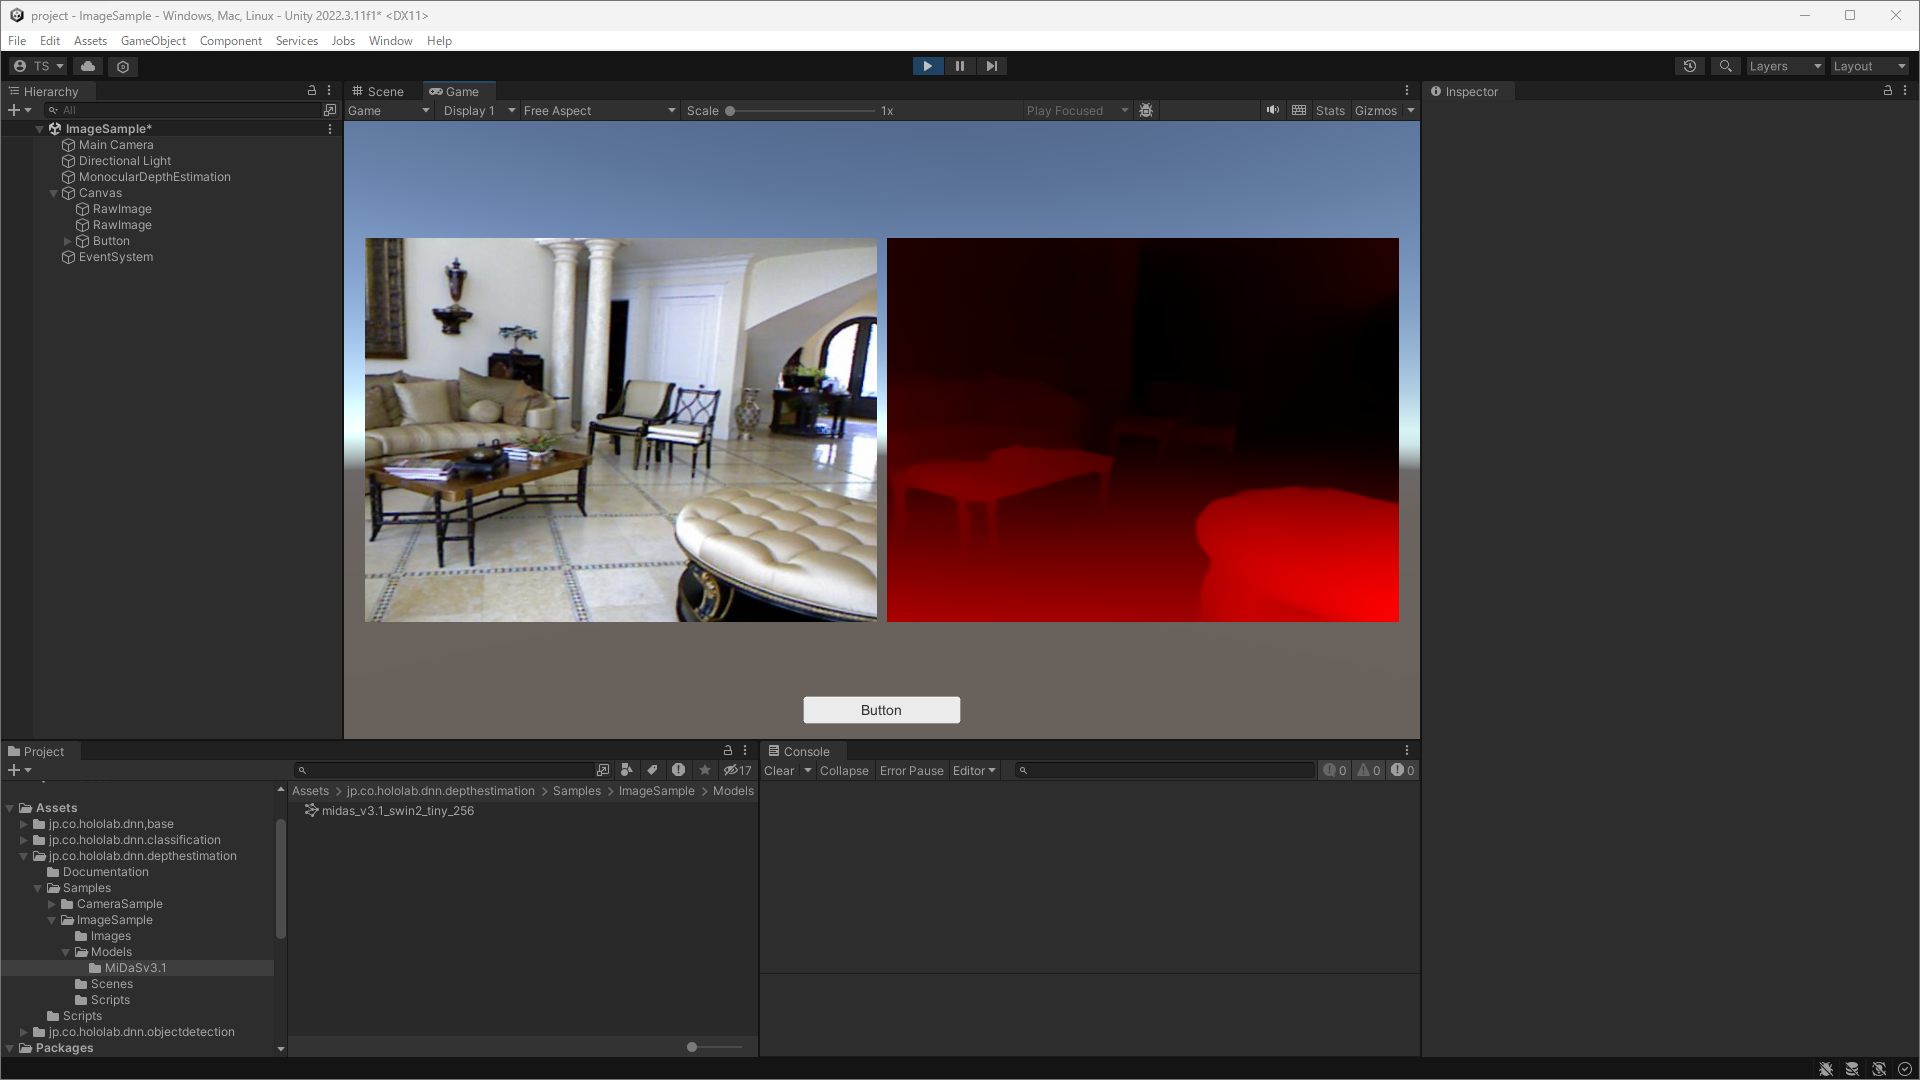 project - ImageSample - Windows, Mac, Linux - Unity 2022.3.11f1* <DX11>
File Edit Assets GameObject Component Services Jobs Window Help
TS Layers Layout
Hierarchy
All
ImageSample*
Main Camera
Directional Light
MonocularDepthEstimation
Canvas
RawImage
RawImage
Button
EventSystem
Scene Game
Game Display 1 Free Aspect Scale 1x Play Focused Stats Gizmos
Button
Inspector
Project
17
Assets
jp.co.hololab.dnn,base
jp.co.hololab.dnn.classification
jp.co.hololab.dnn.depthestimation
Documentation
Samples
CameraSample
ImageSample
Images
Models
MiDaSv3.1
Scenes
Scripts
Scripts
jp.co.hololab.dnn.objectdetection
Packages
Assets > jp.co.hololab.dnn.depthestimation > Samples > ImageSample > Models
midas_v3.1_swin2_tiny_256
Console
Clear Collapse Error Pause Editor 0 0 0